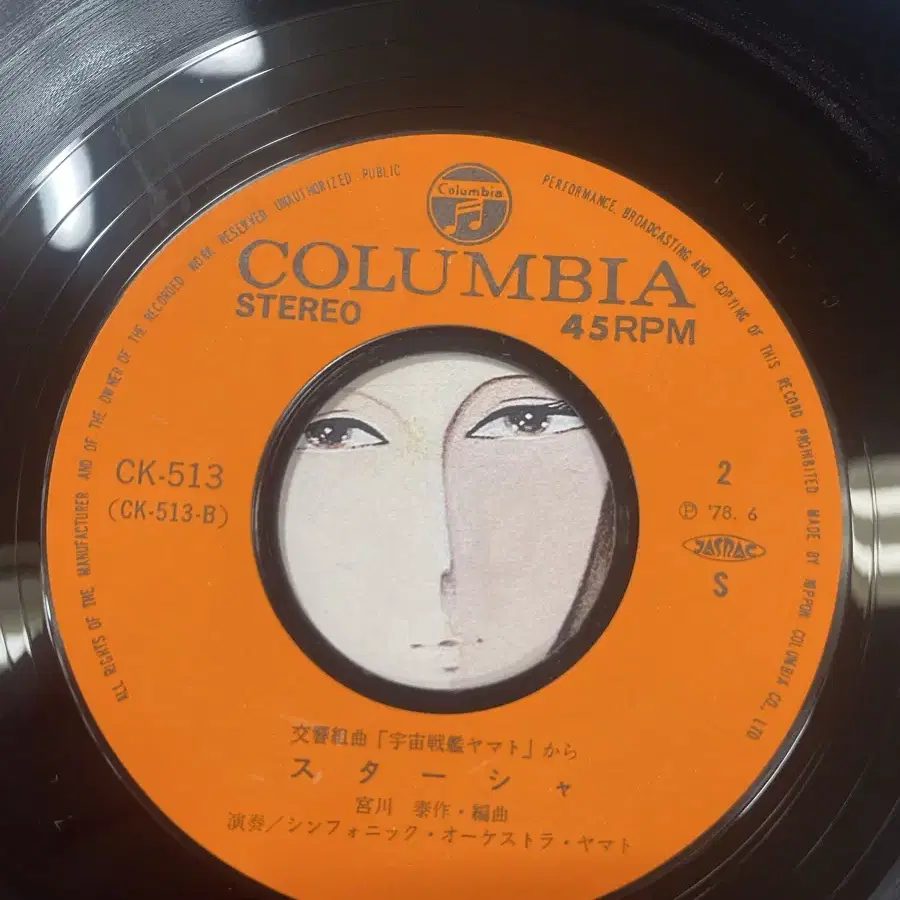 ALL RIGHTS OF THE MANUFACTURER AND OF THE OWNER OF THE RECORDED WORK RESERVED UNAUTHORIZED PUBLIC PERFORMANCE, BROADCASTING AND COPYING OF THIS RECORD PROHIBITED MADE BY NIPPON COLUMBIA CO., LTD
Columbia
COLUMBIA
STEREO
45RPM
CK-513
(CK-513-B)
2
Ⓟ '78. 6
JASRAC
S
交響組曲「宇宙戦艦ヤマト」から
スターシャ
宮川 泰作・編曲
演奏/シンフォニック・オーケストラ・ヤマト